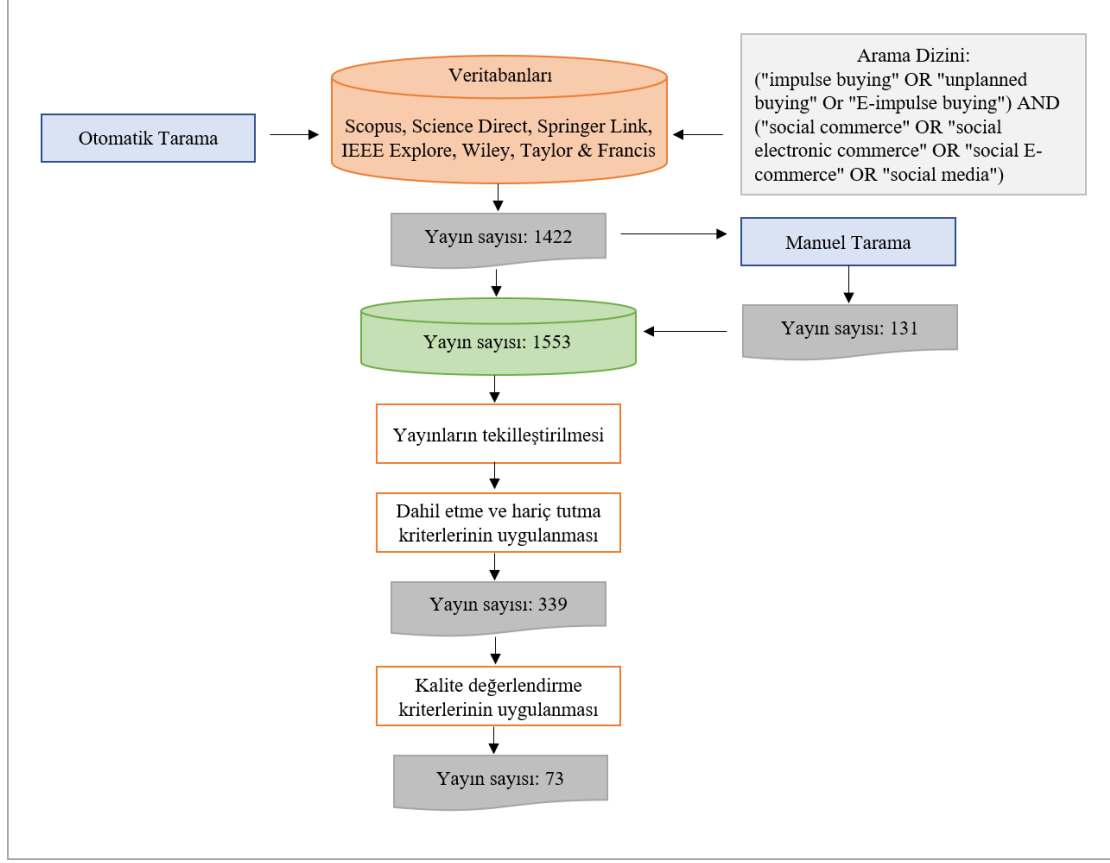 Veritabanları
Scopus, Science Direct, Springer Link,
IEEE Explore, Wiley, Taylor & Francis
Otomatik Tarama
Arama Dizini:
("impulse buying" OR "unplanned
buying" Or "E-impulse buying") AND
("social commerce" OR "social
electronic commerce" OR "social E-
commerce" OR "social media")
Yayın sayısı: 1422
Manuel Tarama
Yayın sayısı: 131
Yayın sayısı: 1553
Yayınların tekilleştirilmesi
Dahil etme ve hariç tutma
kriterlerinin uygulanması
Yayın sayısı: 339
Kalite değerlendirme
kriterlerinin uygulanması
Yayın sayısı: 73